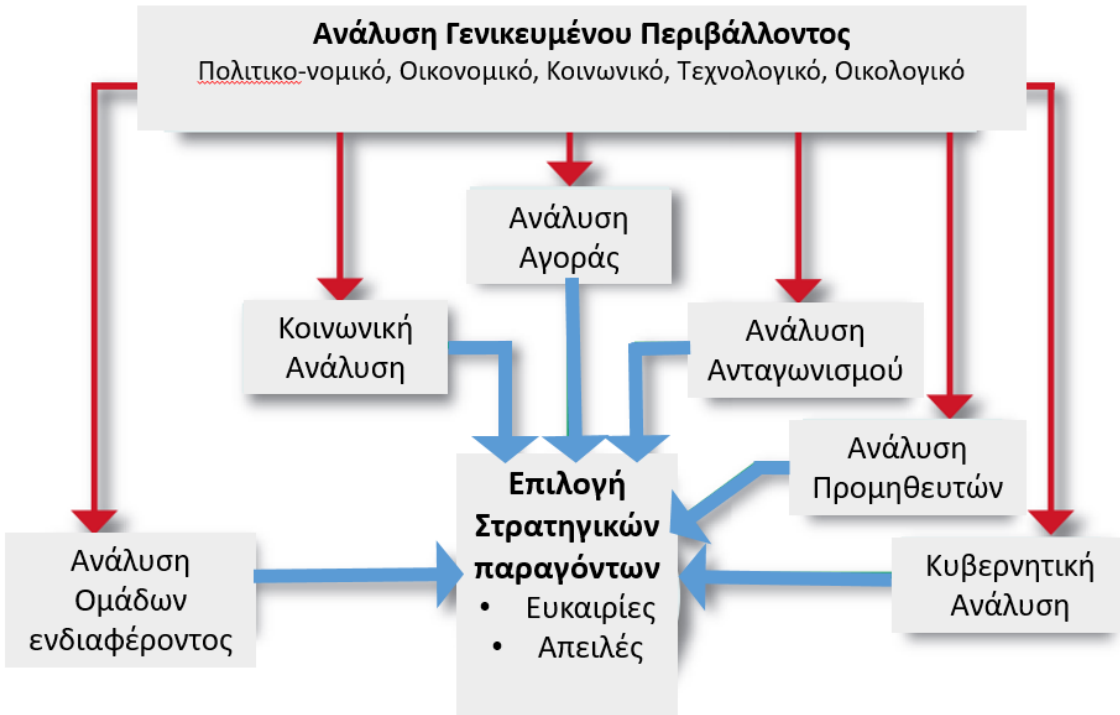 Ανάλυση Γενικευμένου Περιβάλλοντος
Πολιτικο-νομικό, Οικονομικό, Κοινωνικό, Τεχνολογικό, Οικολογικό
Ανάλυση
Αγοράς
Κοινωνική
Ανάλυση
Ανάλυση
Ανταγωνισμού
Ανάλυση
Προμηθευτών
Επιλογή
Στρατηγικών
παραγόντων
• Ευκαιρίες
• Απειλές
Ανάλυση
Ομάδων
ενδιαφέροντος
Κυβερνητική
Ανάλυση